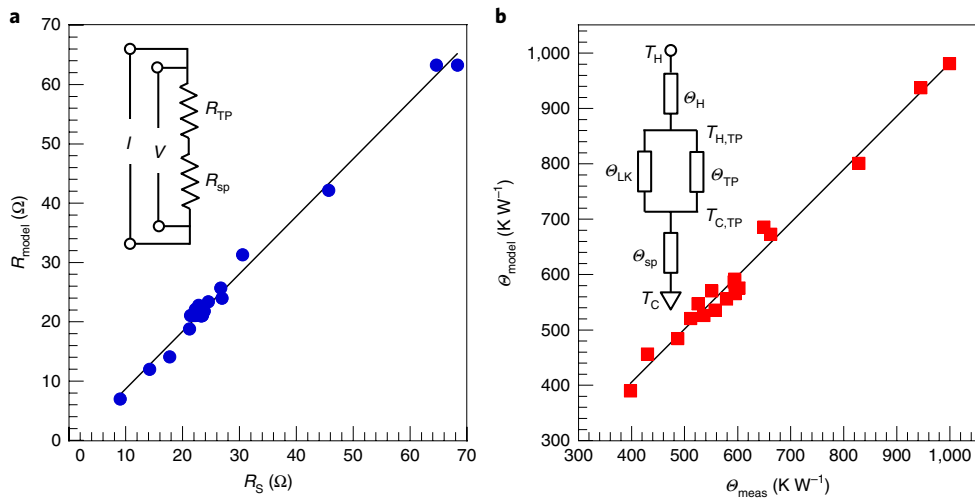 a
70
60
50
40
30
20
10
0
R_model (Ω)
0 10 20 30 40 50 60 70
R_S (Ω)
I
V
R_TP
R_sp
b
1,000
900
800
700
600
500
400
300
Θ_model (K W⁻¹)
300 400 500 600 700 800 900 1,000
Θ_meas (K W⁻¹)
T_H
Θ_H
T_H,TP
Θ_LK
Θ_TP
T_C,TP
Θ_sp
T_C